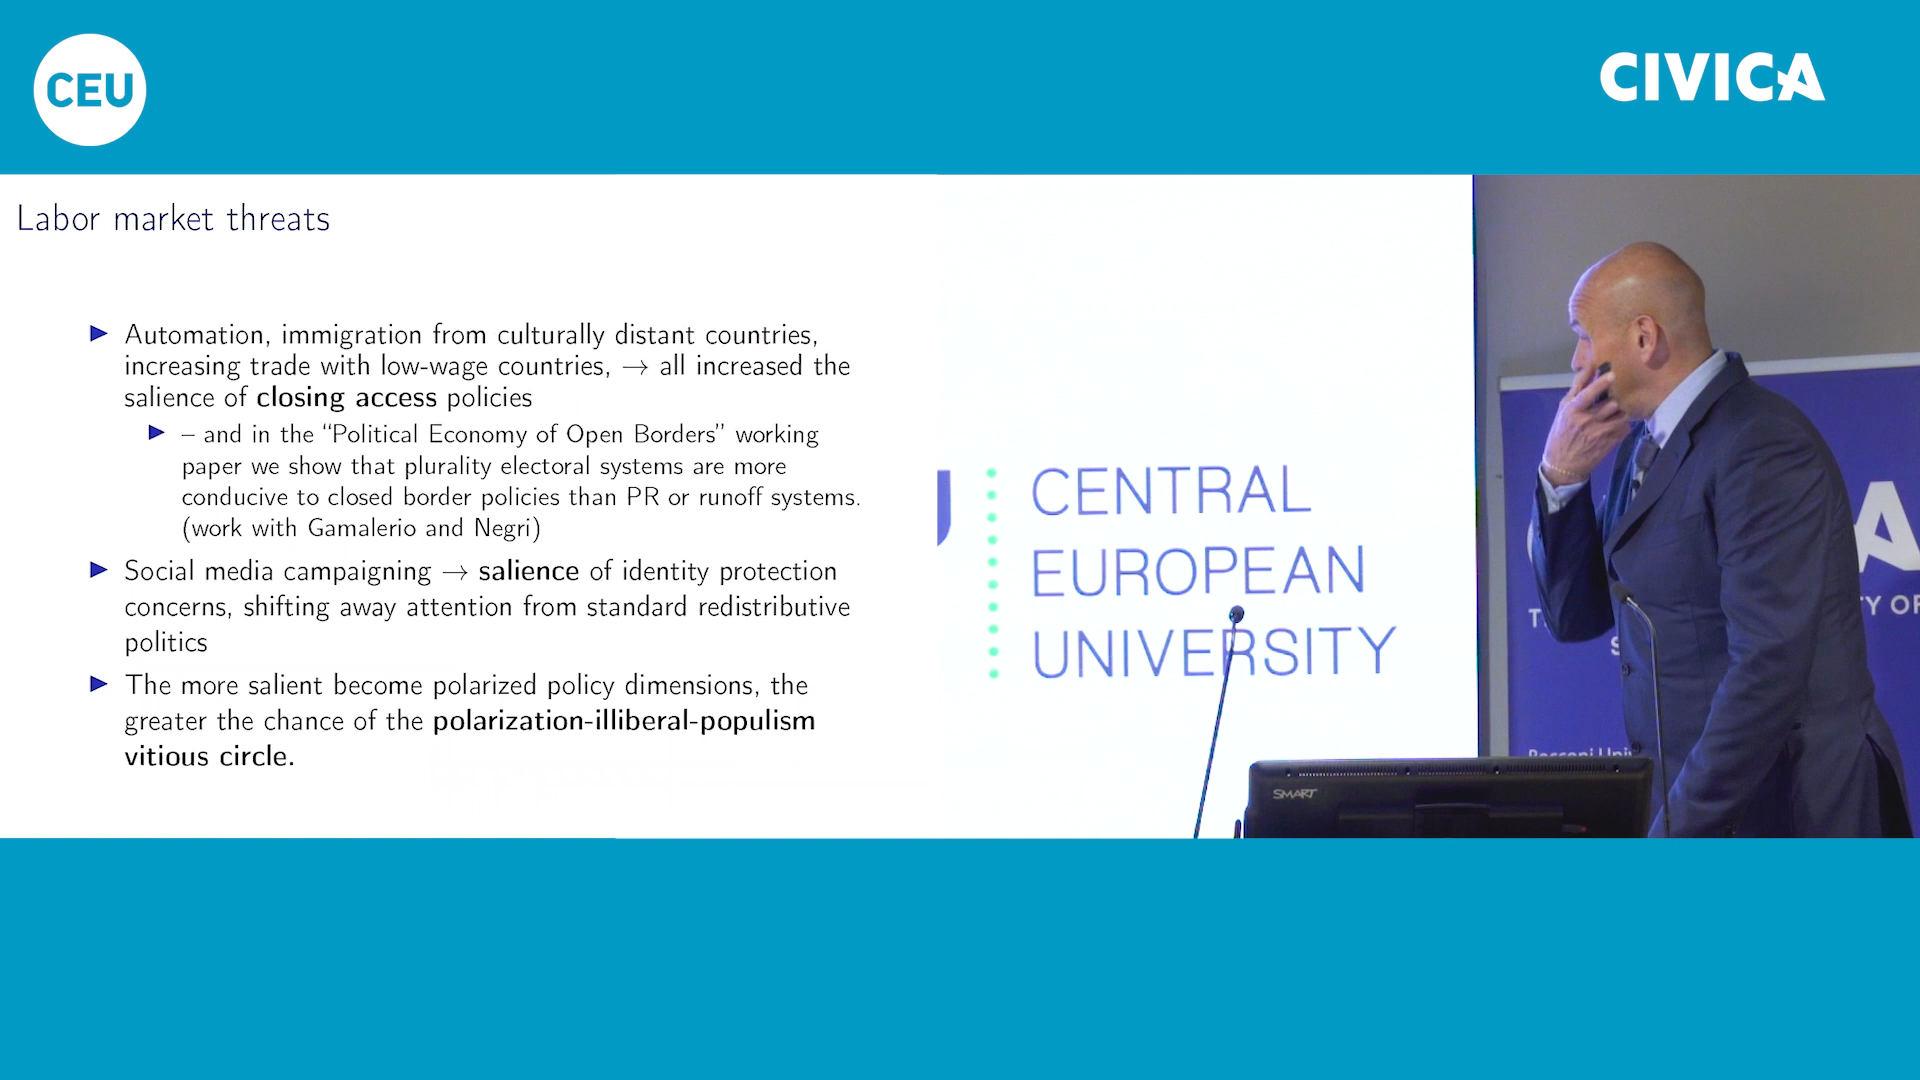 CEU
CIVICA
Labor market threats
Automation, immigration from culturally distant countries,
increasing trade with low-wage countries, → all increased the
salience of closing access policies
– and in the “Political Economy of Open Borders” working
paper we show that plurality electoral systems are more
conducive to closed border policies than PR or runoff systems.
(work with Gamalerio and Negri)
Social media campaigning → salience of identity protection
concerns, shifting away attention from standard redistributive
politics
The more salient become polarized policy dimensions, the
greater the chance of the polarization-illiberal-populism
vitious circle.
CENTRAL
EUROPEAN
UNIVERSITY
SMART